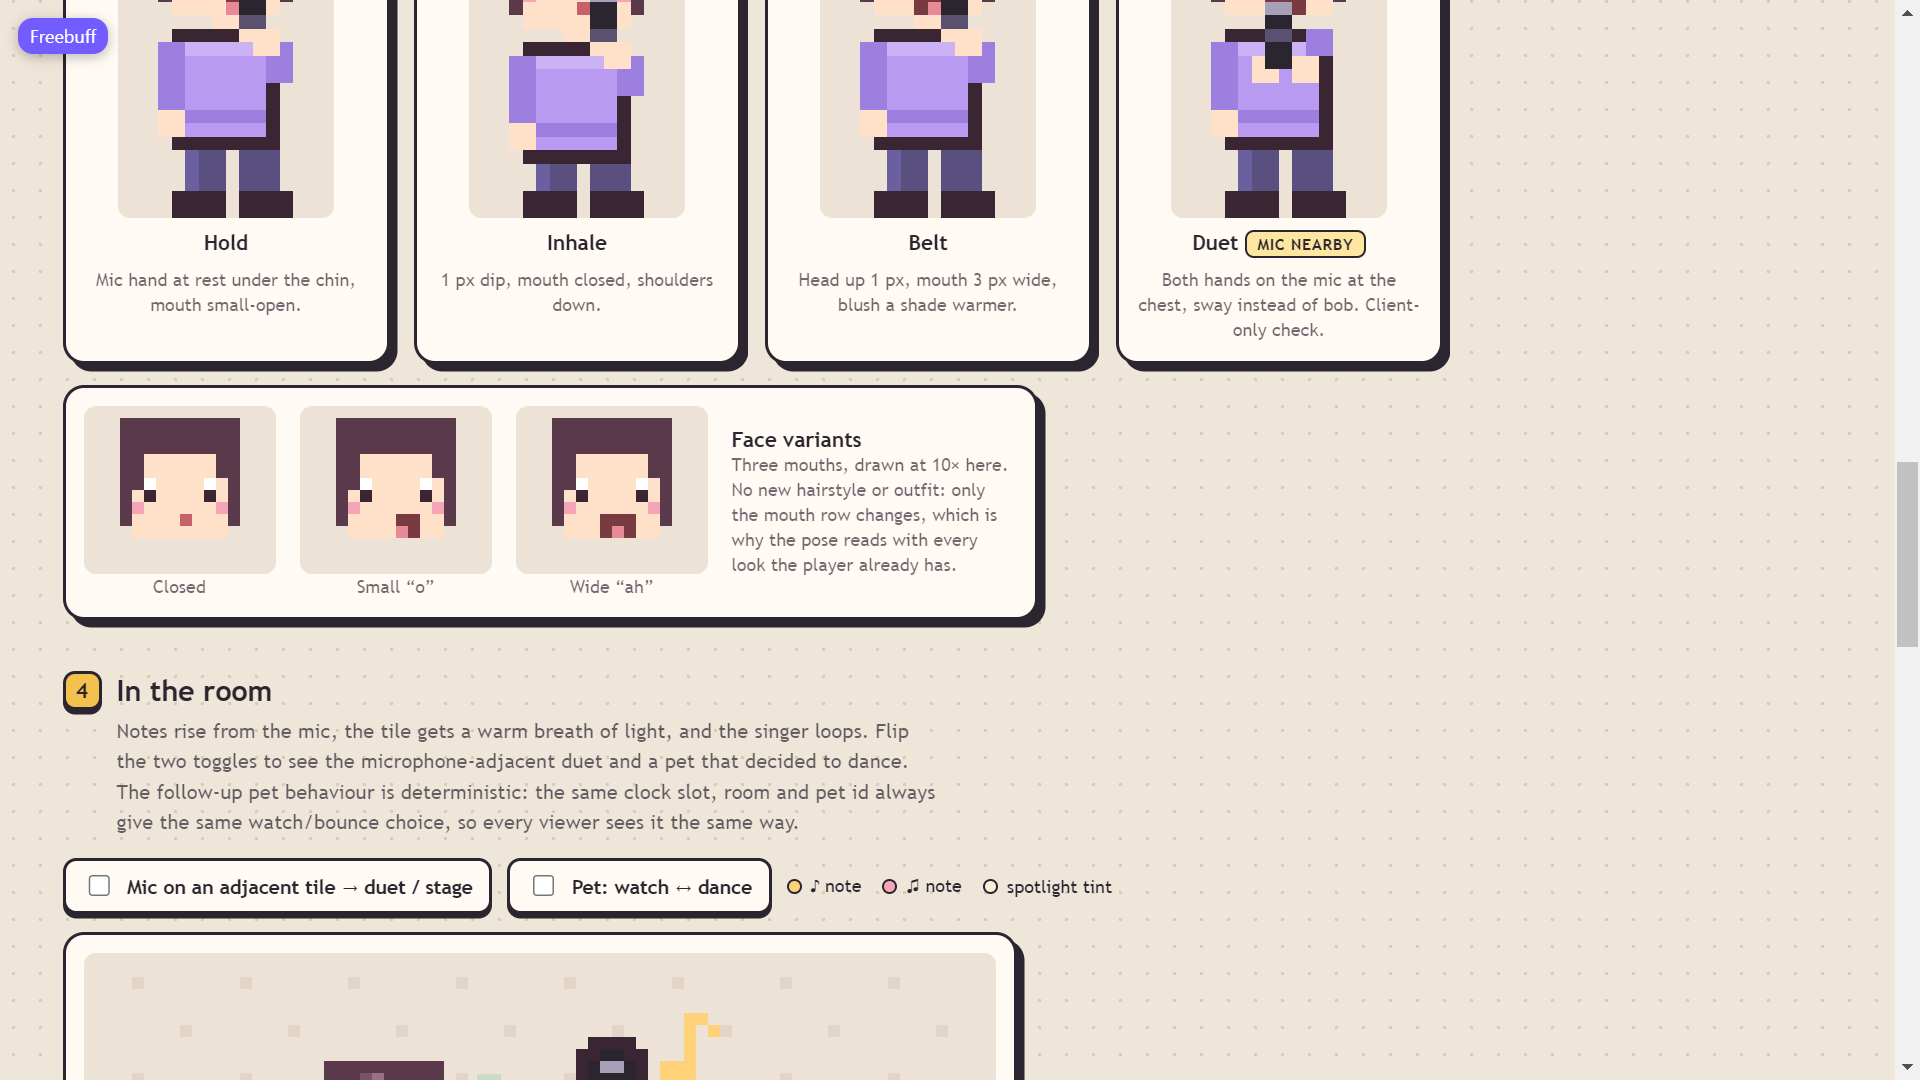 Freebuff
Hold
Mic hand at rest under the chin,
mouth small-open.
Inhale
1 px dip, mouth closed, shoulders
down.
Belt
Head up 1 px, mouth 3 px wide,
blush a shade warmer.
Duet MIC NEARBY
Both hands on the mic at the
chest, sway instead of bob. Client-
only check.
Closed
Small “o”
Wide “ah”
Face variants
Three mouths, drawn at 10× here.
No new hairstyle or outfit: only
the mouth row changes, which is
why the pose reads with every
look the player already has.
4 In the room
Notes rise from the mic, the tile gets a warm breath of light, and the singer loops. Flip
the two toggles to see the microphone-adjacent duet and a pet that decided to dance.
The follow-up pet behaviour is deterministic: the same clock slot, room and pet id always
give the same watch/bounce choice, so every viewer sees it the same way.
Mic on an adjacent tile → duet / stage
Pet: watch ↔ dance
♪ note
♫ note
spotlight tint